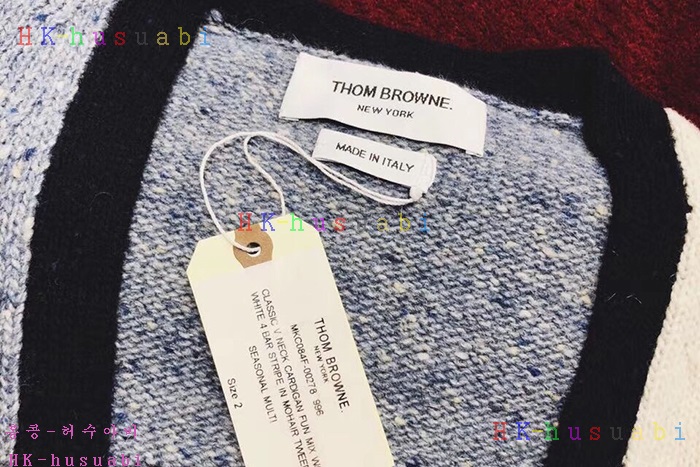 HK-husuabi
THOM BROWNE.
NEW YORK
MADE IN ITALY
HK-husuabi
THOM BROWNE.
NEW YORK
MKC084F-00278 996
CLASSIC V NECK CARDIGAN FUN MIX W
WHITE 4 BAR STRIPE IN MOHAIR TWEE
SEASONAL MULTI
Size 2
홍콩-허수아비
HK-husuabi
HK-husuabi